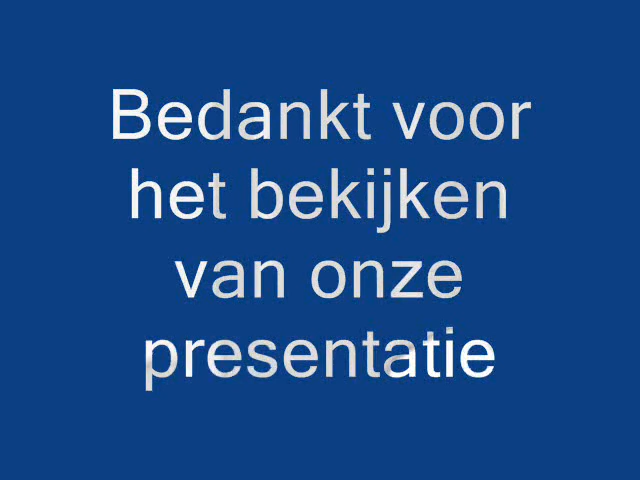 Bedankt voor
het bekijken
van onze
presentatie